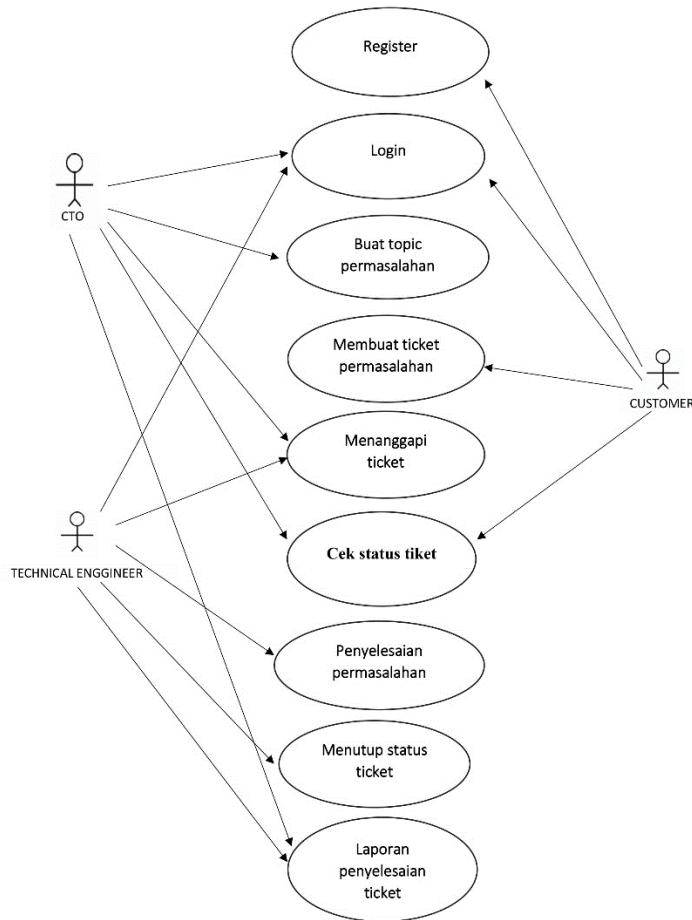 Register
Login
CTO
Buat topic
permasalahan
Membuat ticket
permasalahan
CUSTOMER
Menanggapi
ticket
Cek status tiket
TECHNICAL ENGGINEER
Penyelesaian
permasalahan
Menutup status
ticket
Laporan
penyelesaian
ticket